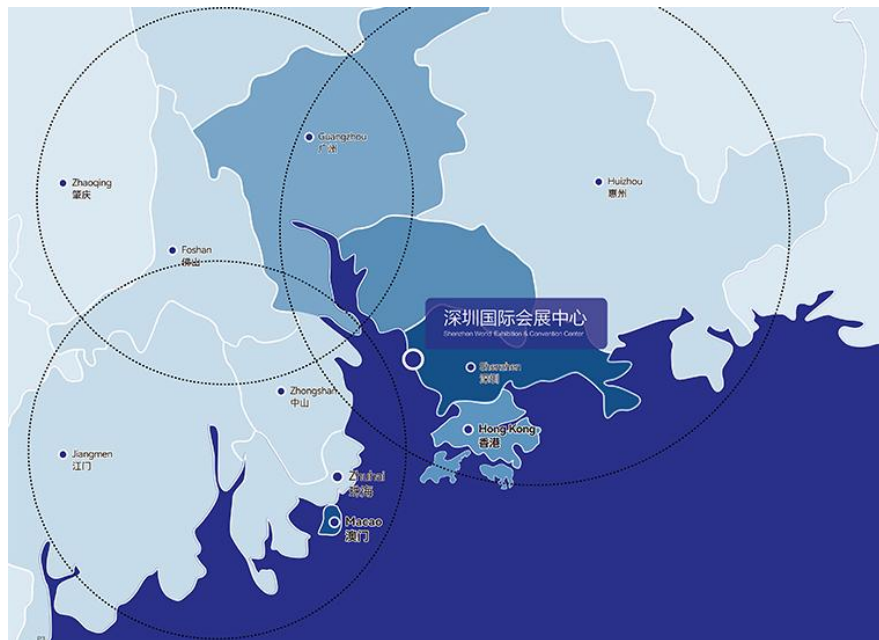 Guangzhou
广州
Zhaoqing
肇庆
Huizhou
惠州
Foshan
佛山
深圳国际会展中心
Shenzhen World Exhibition & Convention Center
Shenzhen
深圳
Zhongshan
中山
Hong Kong
香港
Jiangmen
江门
Zhuhai
珠海
Macao
澳门